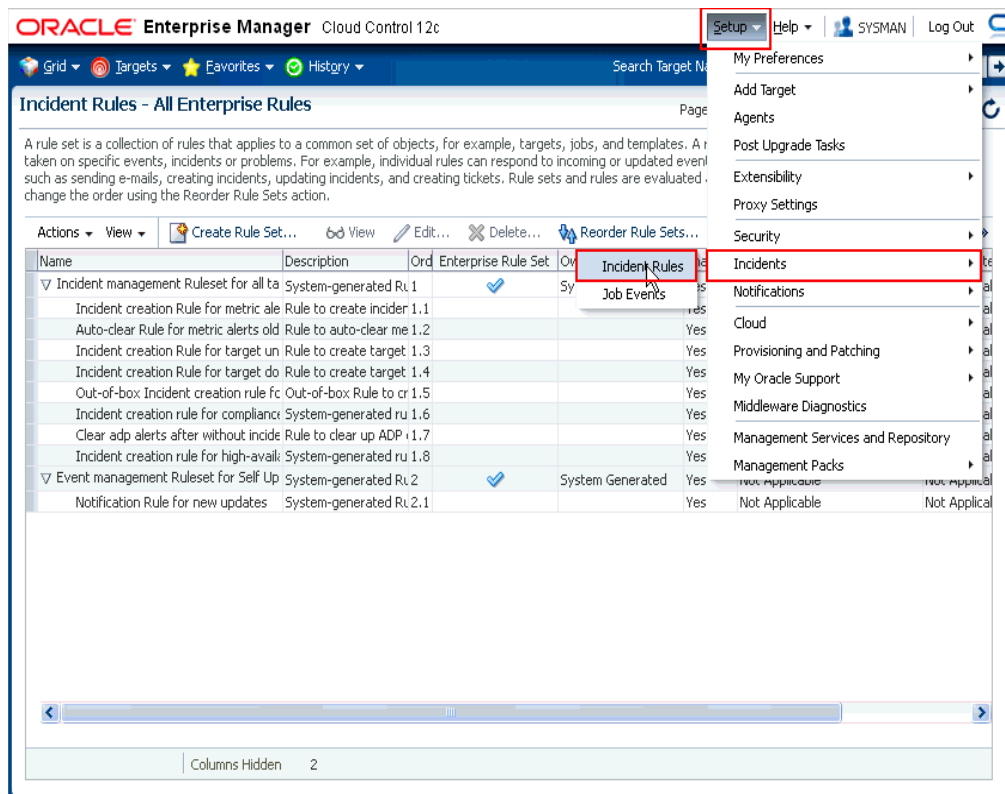 ORACLE Enterprise Manager Cloud Control 12c
Setup Help SYSMAN Log Out
Grid Targets Favorites History Search Target Na
Incident Rules - All Enterprise Rules
Page
A rule set is a collection of rules that applies to a common set of objects, for example, targets, jobs, and templates. A r
taken on specific events, incidents or problems. For example, individual rules can respond to incoming or updated event
such as sending e-mails, creating incidents, updating incidents, and creating tickets. Rule sets and rules are evaluated
change the order using the Reorder Rule Sets action.
Actions View Create Rule Set... View Edit... Delete... Reorder Rule Sets...
Name Description Ord Enterprise Rule Set Ow
Incident management Ruleset for all ta System-generated Ru 1 Sy
Incident creation Rule for metric ale Rule to create inciden 1.1 Yes
Auto-clear Rule for metric alerts old Rule to auto-clear me 1.2 Yes
Incident creation Rule for target un Rule to create target 1.3 Yes
Incident creation Rule for target do Rule to create target 1.4 Yes
Out-of-box Incident creation rule fo Out-of-box Rule to cr 1.5 Yes
Incident creation rule for compliance System-generated ru 1.6 Yes
Clear adp alerts after without incide Rule to clear up ADP 1.7 Yes
Incident creation rule for high-availa System-generated ru 1.8 Yes
Event management Ruleset for Self Up System-generated Ru 2 System Generated Yes Not Applicable Not Applical
Notification Rule for new updates System-generated Ru 2.1 Yes Not Applicable Not Applical
Columns Hidden 2
My Preferences
Add Target
Agents
Post Upgrade Tasks
Extensibility
Proxy Settings
Security
Incidents
Notifications
Cloud
Provisioning and Patching
My Oracle Support
Middleware Diagnostics
Management Services and Repository
Management Packs
Incident Rules
Job Events